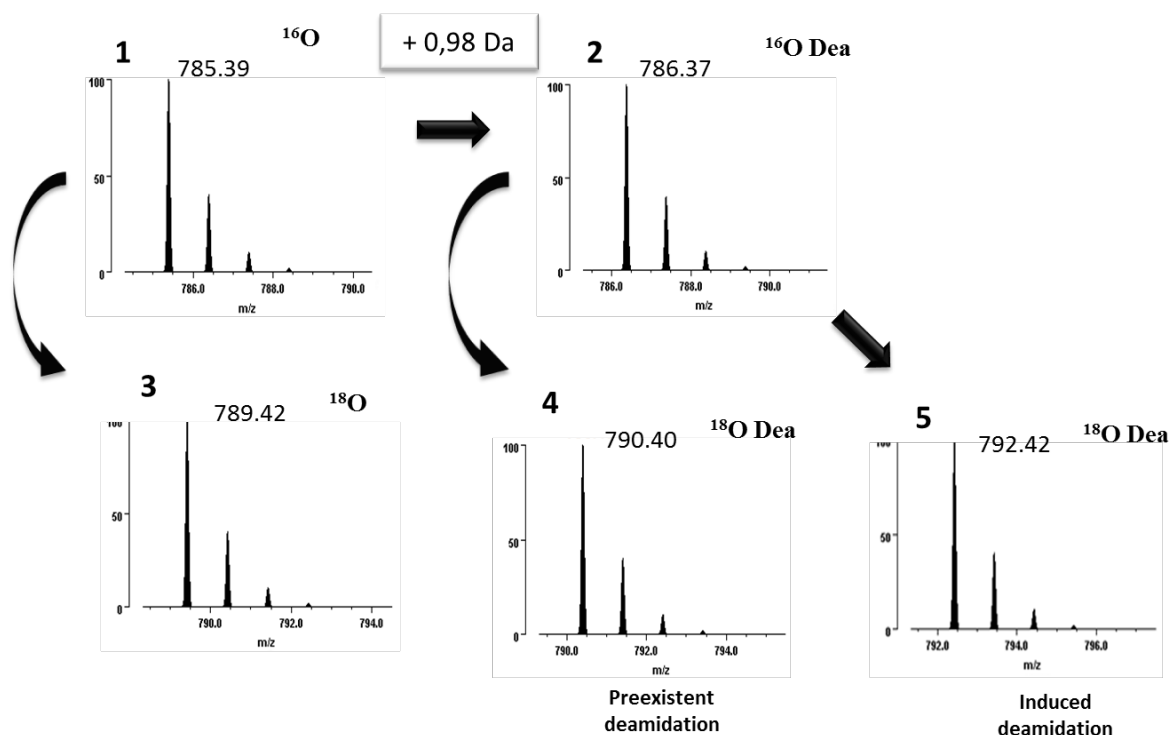 1
16O
+ 0,98 Da
2
16O Dea
785.39
100
50
0
786.0 788.0 790.0
m/z
786.37
100
50
0
786.0 788.0 790.0
m/z
3
18O
789.42
100
50
0
790.0 792.0 794.0
m/z
4
18O Dea
790.40
100
50
0
790.0 792.0 794.0
m/z
Preexistent
deamidation
5
18O Dea
792.42
100
50
0
792.0 794.0 796.0
m/z
Induced
deamidation